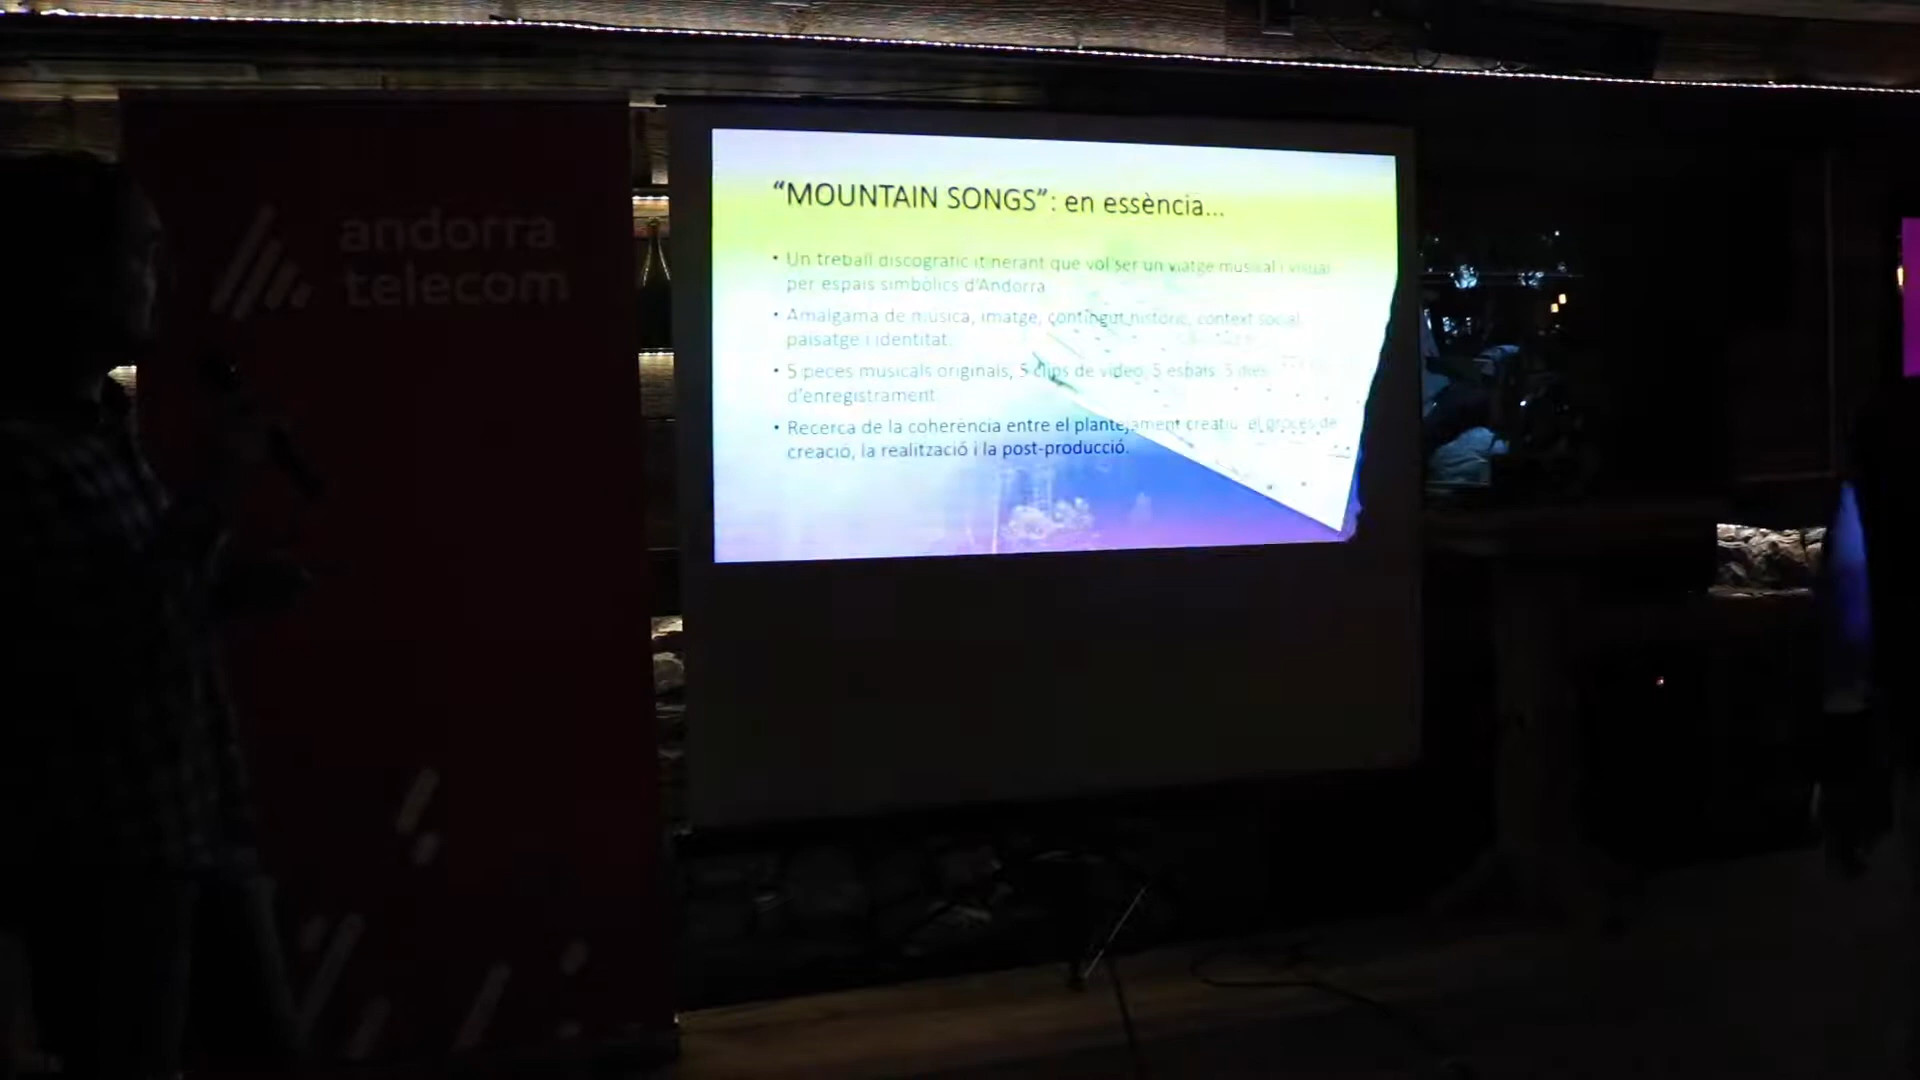 andorra
telecom
“MOUNTAIN SONGS”: en essència...
• Un treball discogràfic itinerant que vol ser un viatge musical i visual
per espais simbòlics d'Andorra
• Amalgama de música, imatge, contingut històric, context social,
paisatge i identitat.
• 5 peces musicals originals, 5 clips de vídeo, 5 espais, 5 dies
d'enregistrament.
• Recerca de la coherència entre el plantejament creatiu, el procés de
creació, la realització i la post-producció.